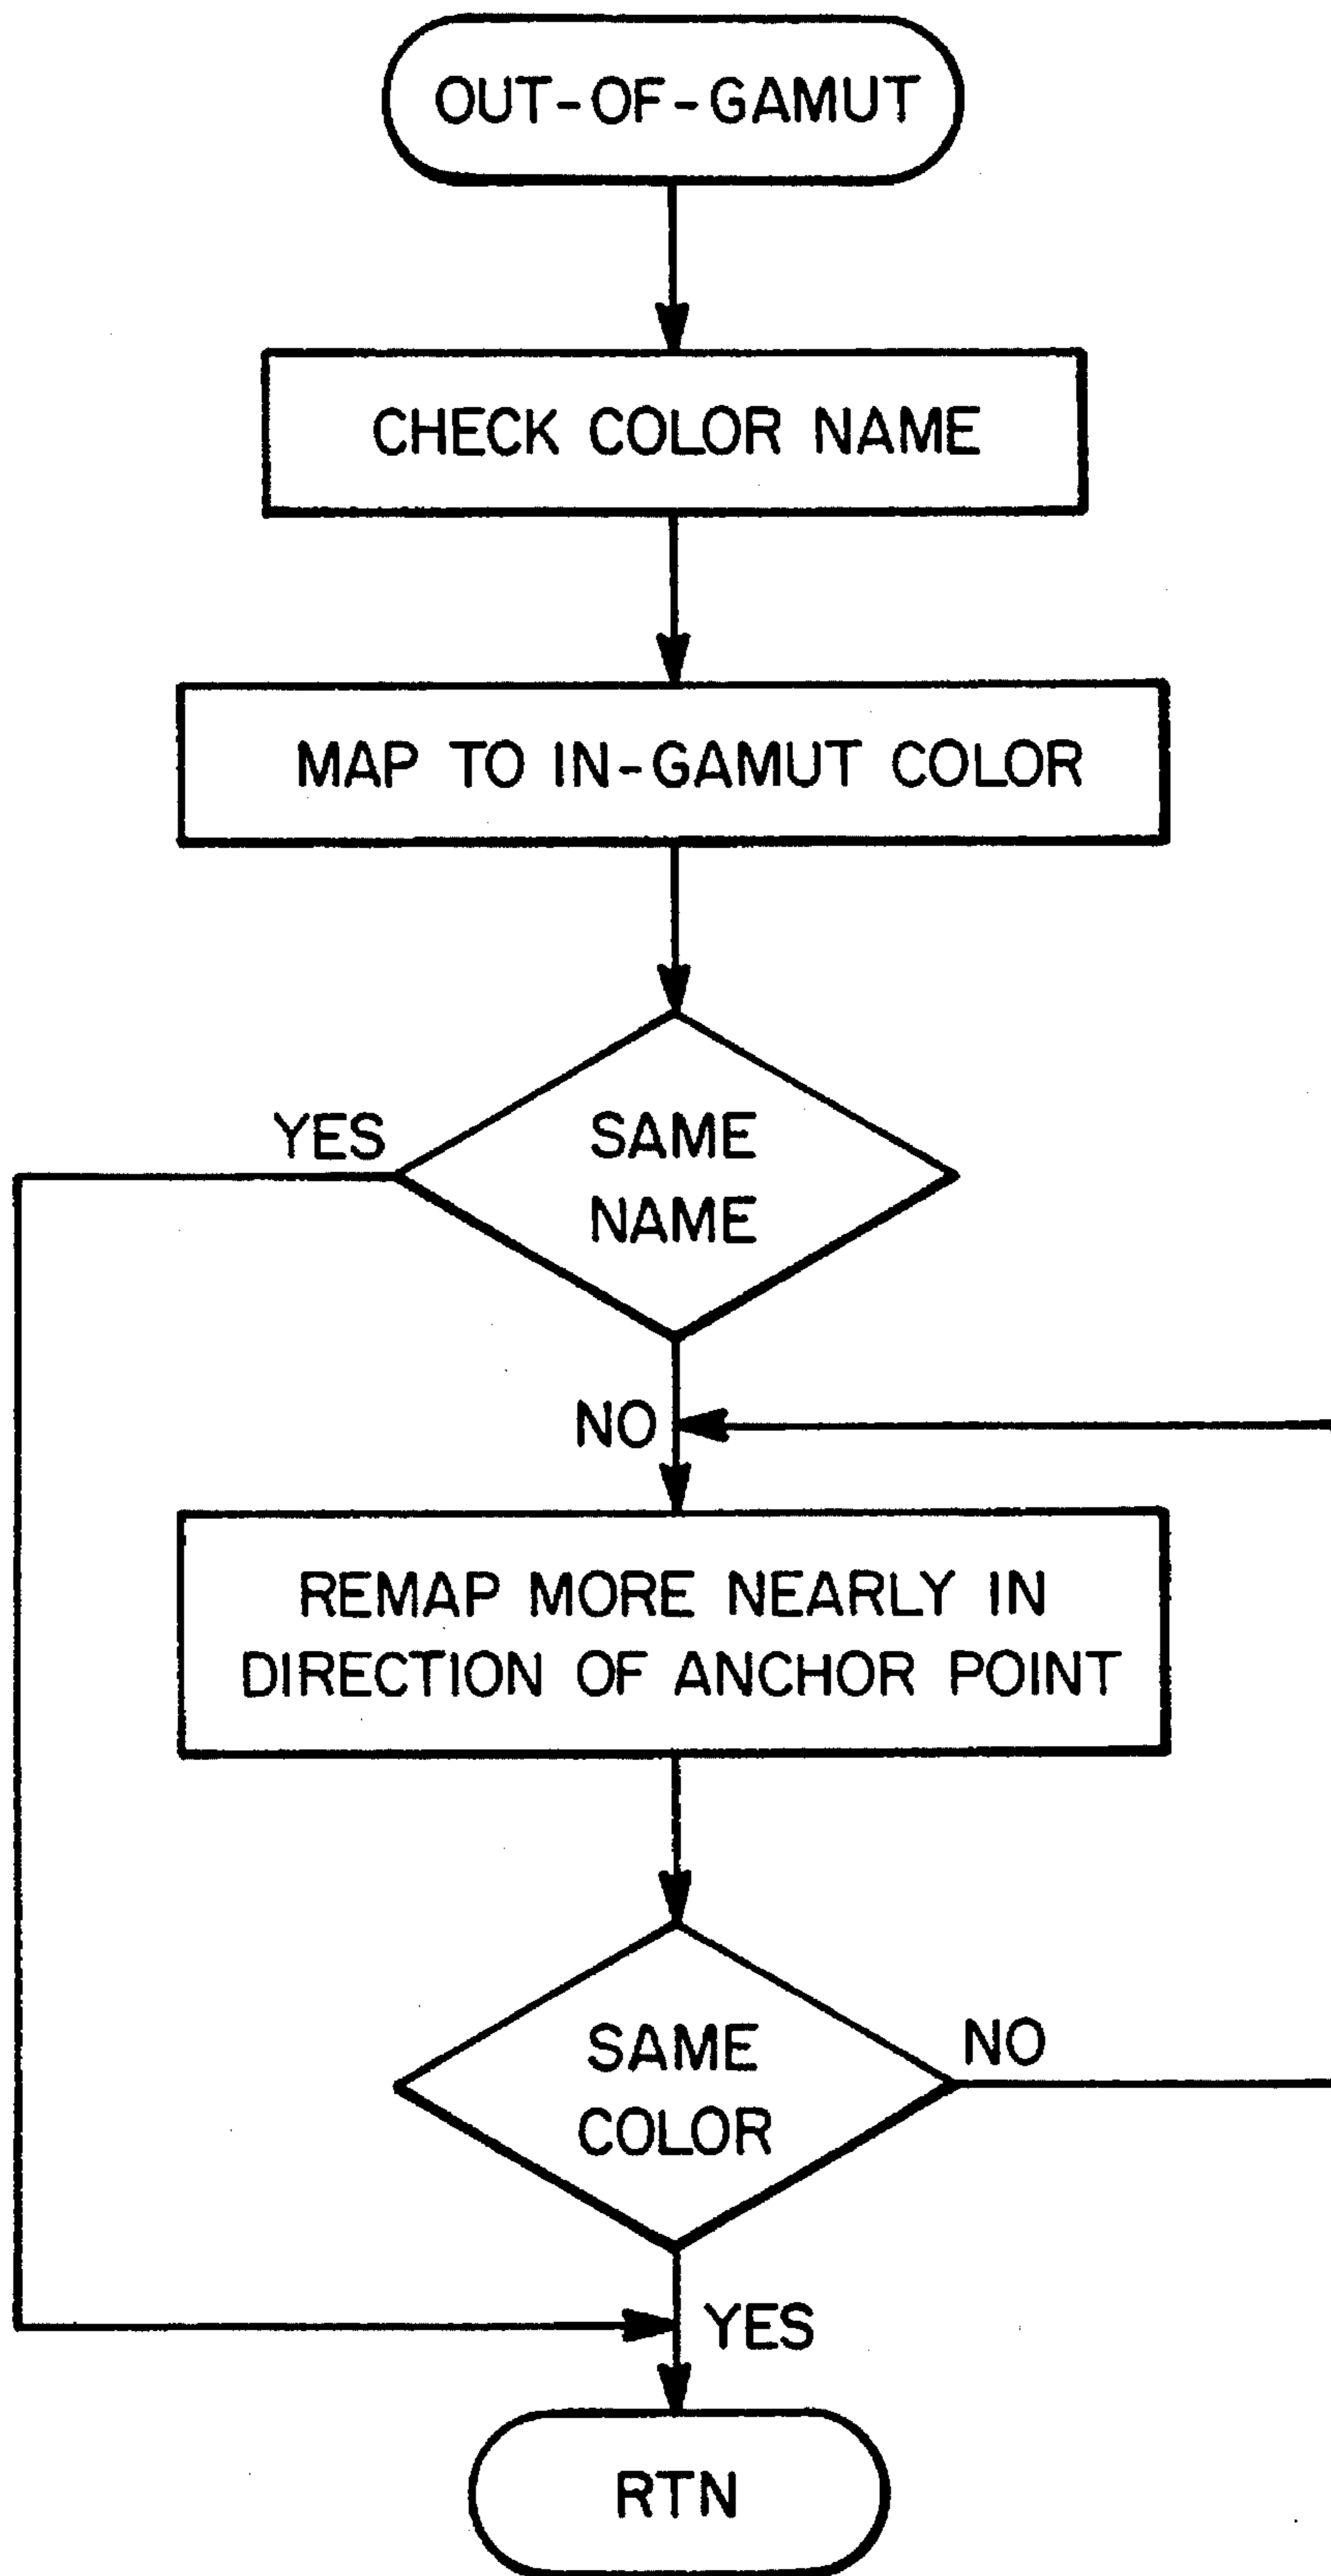 OUT-OF-GAMUT
CHECK COLOR NAME
MAP TO IN-GAMUT COLOR
YES
SAME
NAME
NO
REMAP MORE NEARLY IN
DIRECTION OF ANCHOR POINT
SAME
COLOR
NO
YES
RTN